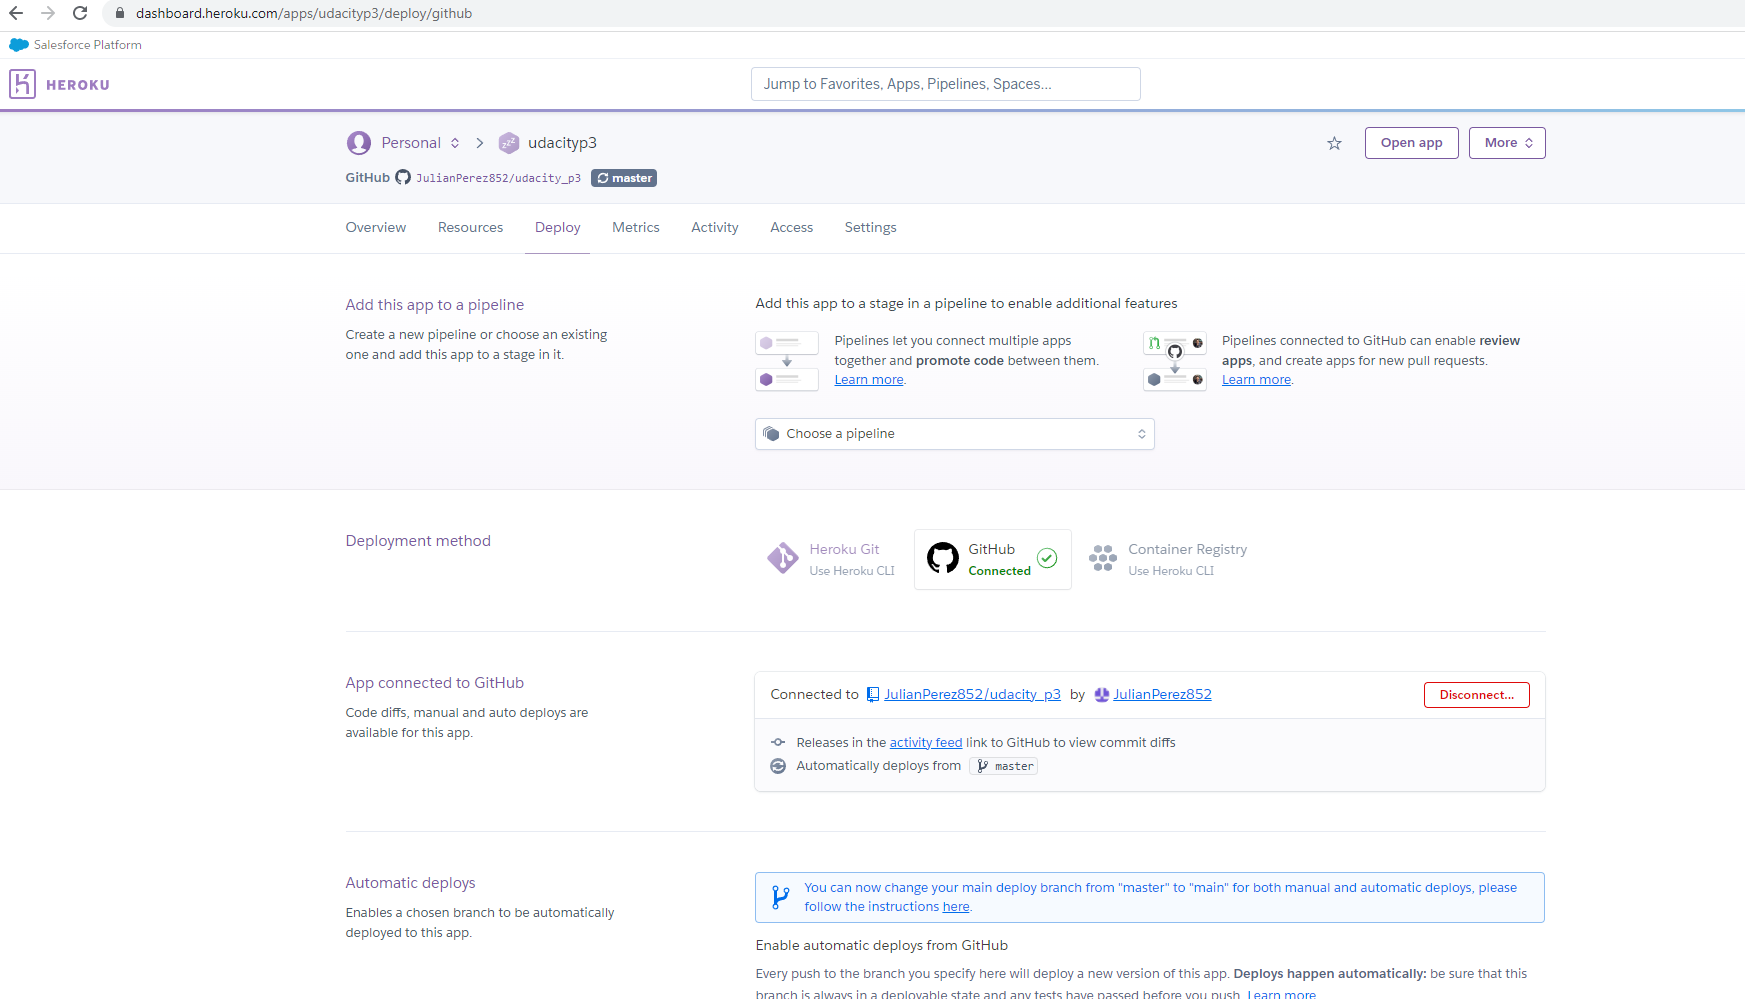 dashboard.heroku.com/apps/udacityp3/deploy/github
Salesforce Platform
HEROKU
Jump to Favorites, Apps, Pipelines, Spaces...
Personal
udacityp3
Open app
More
GitHub JulianPerez852/udacity_p3 master
Overview Resources Deploy Metrics Activity Access Settings
Add this app to a pipeline
Create a new pipeline or choose an existing
one and add this app to a stage in it.
Add this app to a stage in a pipeline to enable additional features
Pipelines let you connect multiple apps
together and promote code between them.
Learn more.
Pipelines connected to GitHub can enable review
apps, and create apps for new pull requests.
Learn more.
Choose a pipeline
Deployment method
Heroku Git
Use Heroku CLI
GitHub
Connected
Container Registry
Use Heroku CLI
App connected to GitHub
Code diffs, manual and auto deploys are
available for this app.
Connected to JulianPerez852/udacity_p3 by JulianPerez852
Disconnect...
Releases in the activity feed link to GitHub to view commit diffs
Automatically deploys from master
Automatic deploys
Enables a chosen branch to be automatically
deployed to this app.
You can now change your main deploy branch from "master" to "main" for both manual and automatic deploys, please
follow the instructions here.
Enable automatic deploys from GitHub
Every push to the branch you specify here will deploy a new version of this app. Deploys happen automatically: be sure that this
branch is always in a deployable state and any tests have passed before you push. Learn more